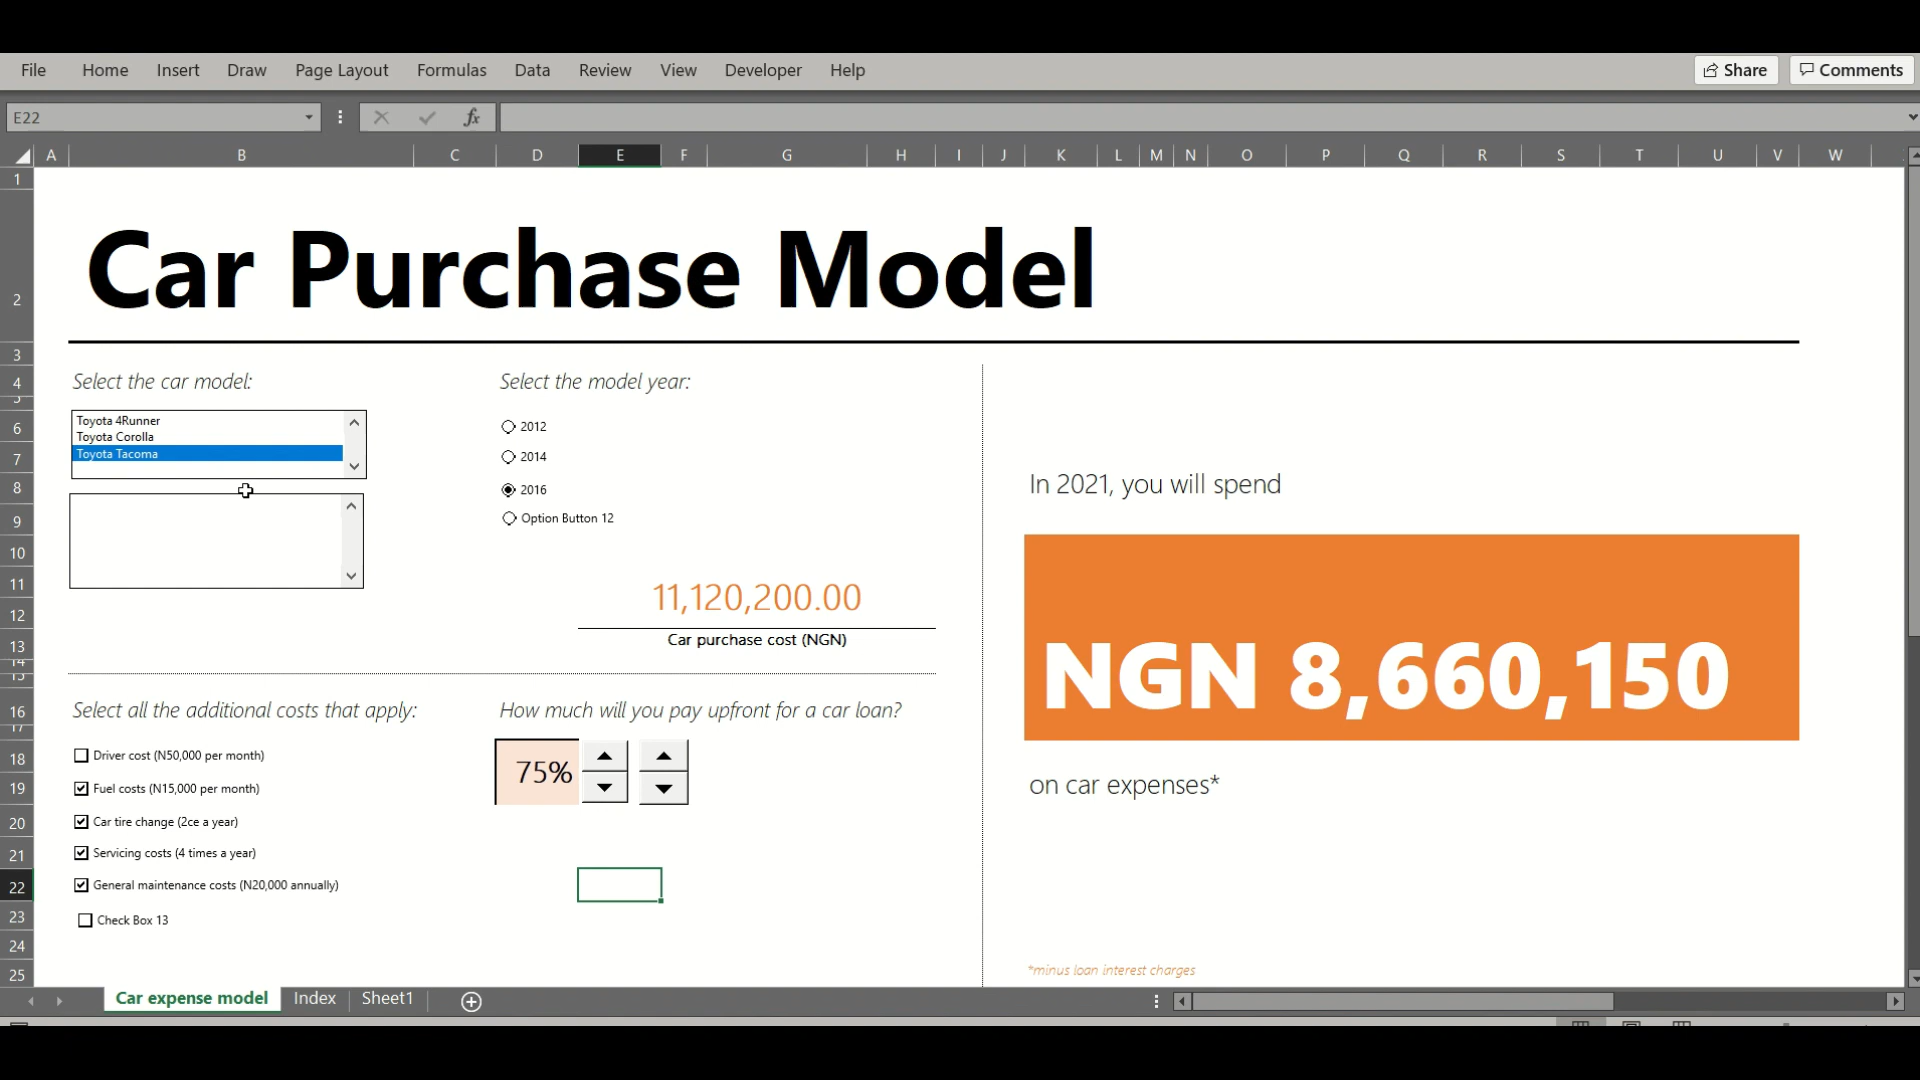 File Home Insert Draw Page Layout Formulas Data Review View Developer Help Share Comments
E22 fx
A B C D E F G H I J K L M N O P Q R S T U V W
1
Car Purchase Model
2
3
4 Select the car model: Select the model year:
5
Toyota 4Runner
6 2012
Toyota Corolla
Toyota Tacoma
7 2014
In 2021, you will spend
8 2016
9 Option Button 12
10
11
11,120,200.00
12
13 Car purchase cost (NGN)
14
NGN 8,660,150
15
16 Select all the additional costs that apply: How much will you pay upfront for a car loan?
17
18 Driver cost (N50,000 per month)
75%
19 Fuel costs (N15,000 per month)
on car expenses*
20 Car tire change (2ce a year)
21 Servicing costs (4 times a year)
22 General maintenance costs (N20,000 annually)
23 Check Box 13
24
25 *minus loan interest charges
Car expense model Index Sheet1